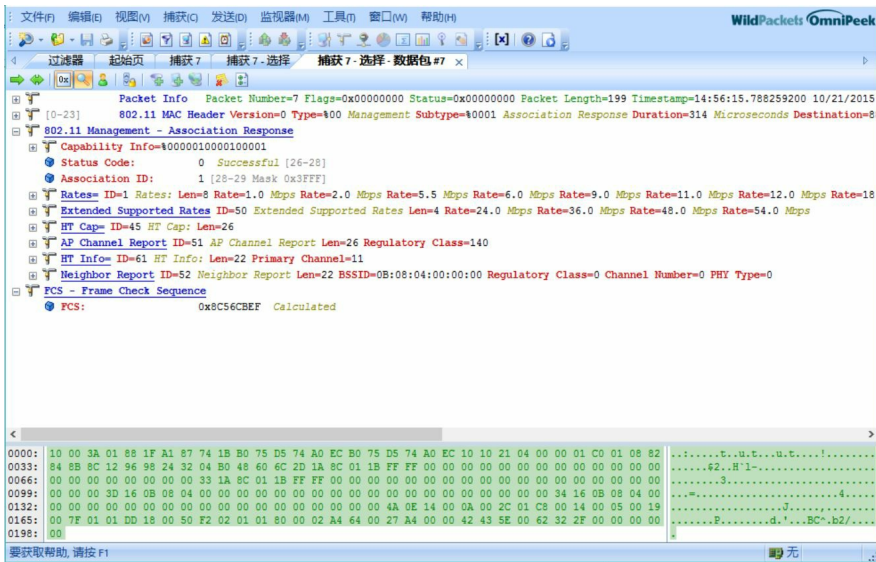 文件(F) 编辑(E) 视图(V) 捕获(C) 发送(D) 监视器(M) 工具(T) 窗口(W) 帮助(H)
WildPackets OmniPeek
过滤器 起始页 捕获 7 捕获 7 - 选择 捕获 7 - 选择 - 数据包 #7
Packet Info Packet Number=7 Flags=0x00000000 Status=0x00000000 Packet Length=199 Timestamp=14:56:15.788259200 10/21/2015
[0-23] 802.11 MAC Header Version=0 Type=%00 Management Subtype=%0001 Association Response Duration=314 Microseconds Destination=8
802.11 Management - Association Response
Capability Info=%0000010000100001
Status Code: 0 Successful [26-28]
Association ID: 1 [28-29 Mask 0x3FFF]
Rates= ID=1 Rates: Len=8 Rate=1.0 Mbps Rate=2.0 Mbps Rate=5.5 Mbps Rate=6.0 Mbps Rate=9.0 Mbps Rate=11.0 Mbps Rate=12.0 Mbps Rate=18
Extended Supported Rates ID=50 Extended Supported Rates Len=4 Rate=24.0 Mbps Rate=36.0 Mbps Rate=48.0 Mbps Rate=54.0 Mbps
HT Cap= ID=45 HT Cap: Len=26
AP Channel Report ID=51 AP Channel Report Len=26 Regulatory Class=140
HT Info= ID=61 HT Info: Len=22 Primary Channel=11
Neighbor Report ID=52 Neighbor Report Len=22 BSSID=0B:08:04:00:00:00 Regulatory Class=0 Channel Number=0 PHY Type=0
FCS - Frame Check Sequence
FCS: 0x8C56CBEF Calculated
0000: 10 00 3A 01 88 1F A1 87 74 1B B0 75 D5 74 A0 EC B0 75 D5 74 A0 EC 10 10 21 04 00 00 01 C0 01 08 82 ..:.....t..u.t...u.t....!........
0033: 84 8B 8C 12 96 98 24 32 04 B0 48 60 6C 2D 1A 8C 01 1B FF FF 00 00 00 00 00 00 00 00 00 00 00 00 00 ......$2..H`l-...................
0066: 00 00 00 00 00 00 00 00 33 1A 8C 01 1B FF FF 00 00 00 00 00 00 00 00 00 00 00 00 00 00 00 00 00 00 ........3........................
0099: 00 00 00 3D 16 0B 08 04 00 00 00 00 00 00 00 00 00 00 00 00 00 00 00 00 00 00 00 34 16 0B 08 04 00 ...=.......................4.....
0132: 00 00 00 00 00 00 00 00 00 00 00 00 00 00 00 00 00 00 4A 0E 14 00 0A 00 2C 01 C8 00 14 00 05 00 19 ..................J.....,........
0165: 00 7F 01 01 DD 18 00 50 F2 02 01 01 80 00 02 A4 64 00 27 A4 00 00 42 43 5E 00 62 32 2F 00 00 00 00 .......P........d.'...BC^.b2/....
0198: 00 .
要获取帮助, 请按 F1
无